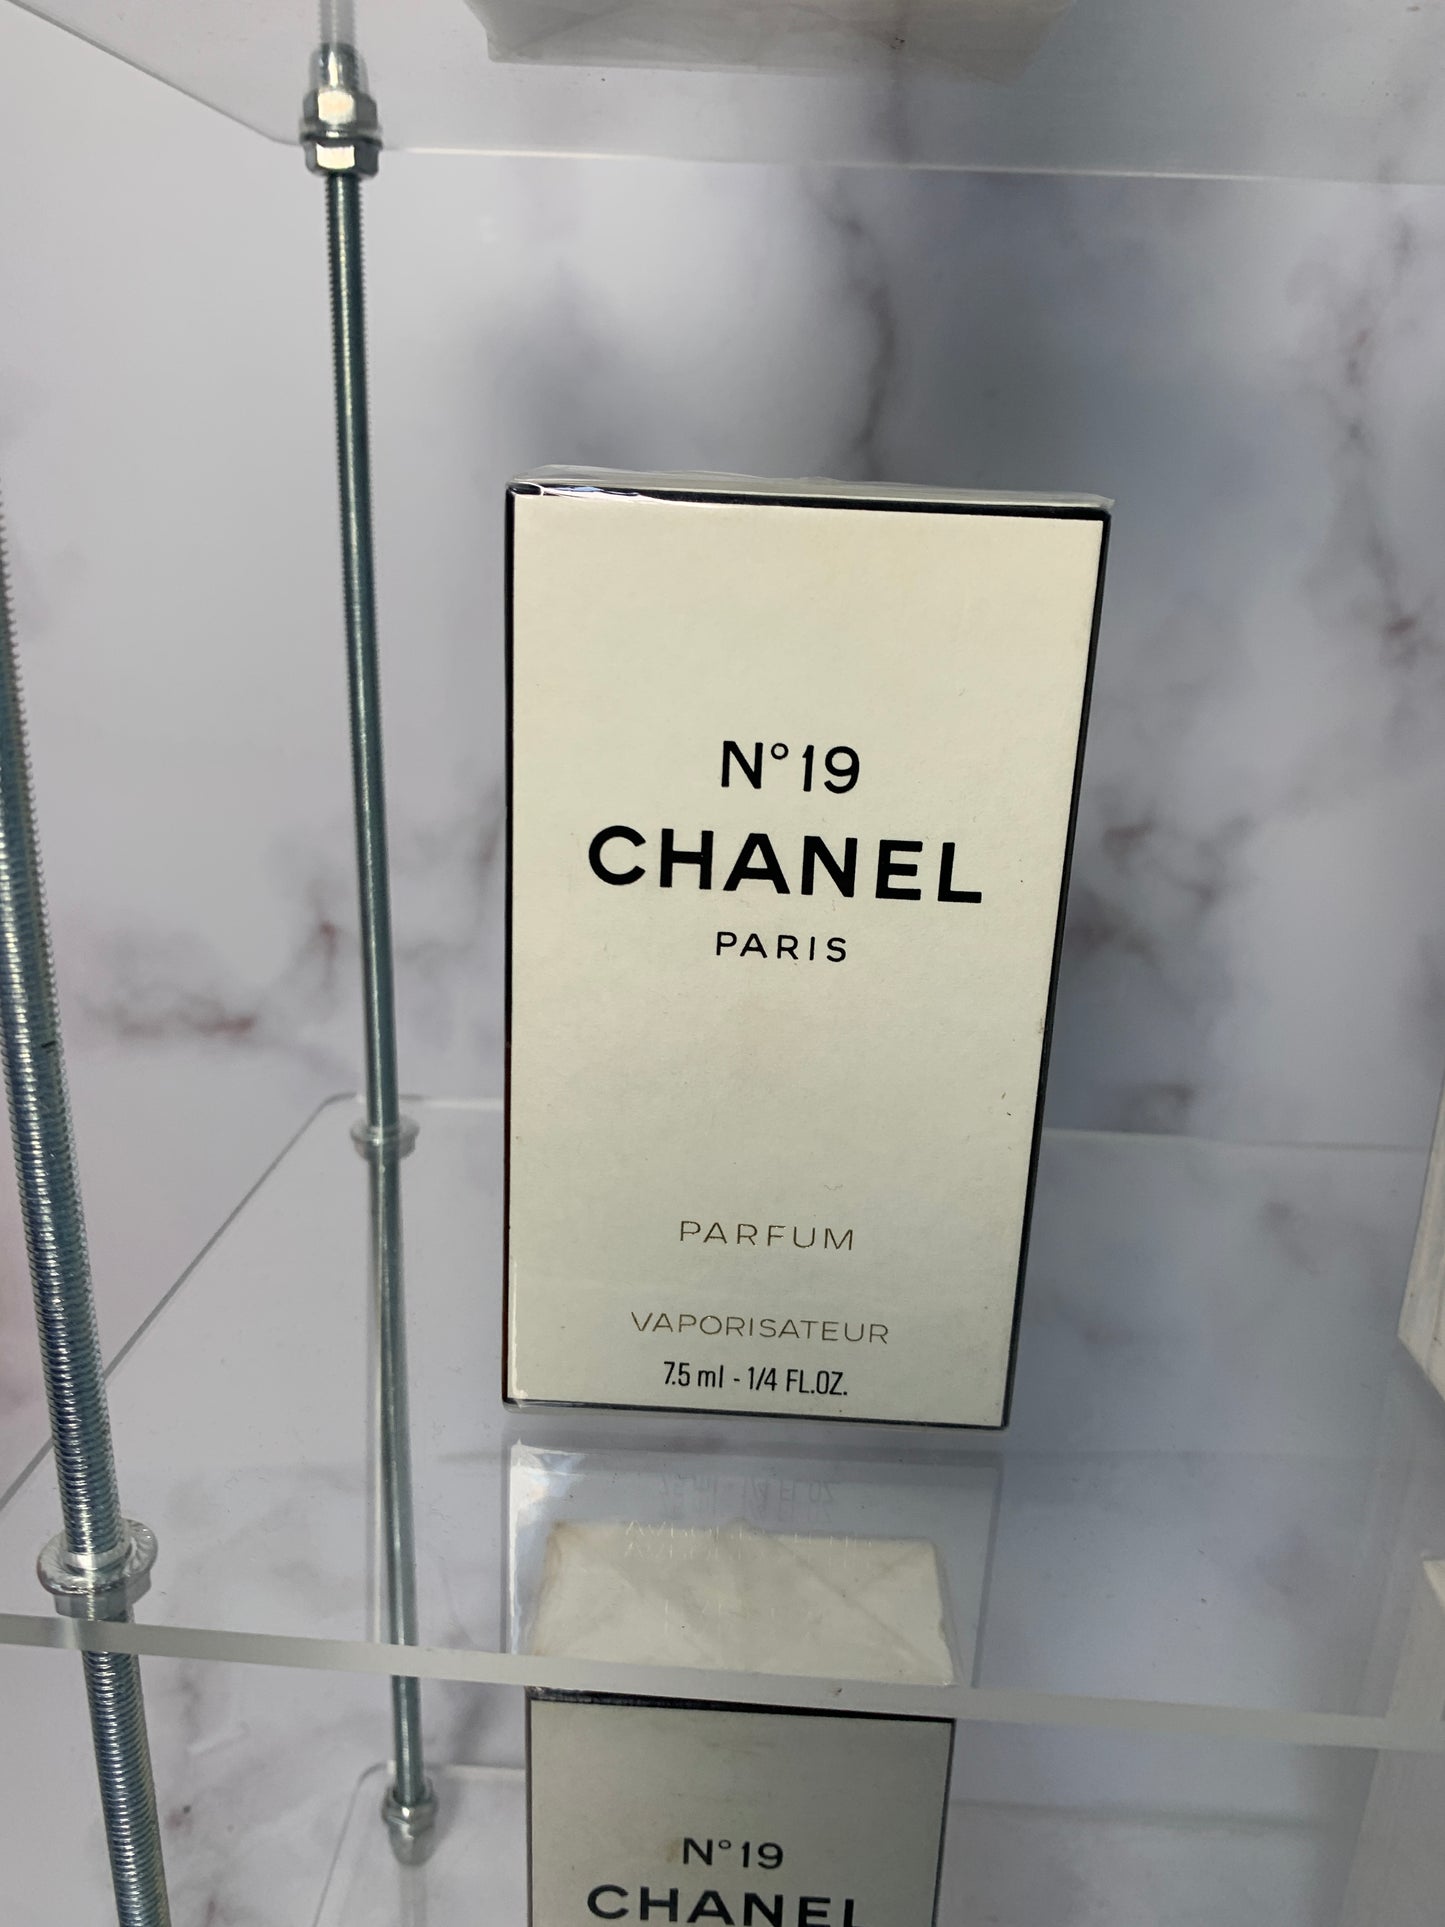 N°19
CHANEL
PARIS
PARFUM
VAPORISATEUR
7.5 ml - 1/4 FL.OZ.
N°19
CHANEL